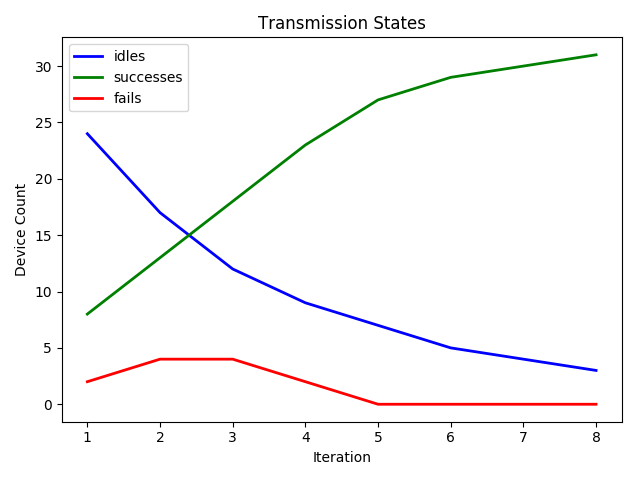 Transmission States
idles
successes
fails
Device Count
30
25
20
15
10
5
0
1 2 3 4 5 6 7 8
Iteration